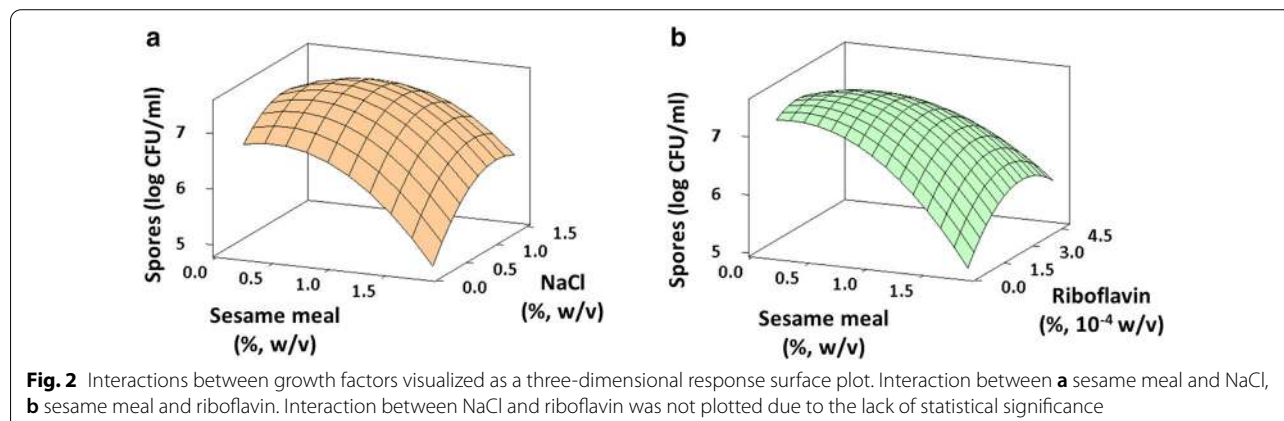 a
b
Spores (log CFU/ml)
7
6
5
0.0
0.5
1.0
1.5
Sesame meal
(%, w/v)
0.0
0.5
1.0
1.5
NaCl
(%, w/v)
Spores (log CFU/ml)
7
6
5
0.0
0.5
1.0
1.5
Sesame meal
(%, w/v)
0.0
1.5
3.0
4.5
Riboflavin
(%, 10⁻⁴ w/v)
Fig. 2 Interactions between growth factors visualized as a three-dimensional response surface plot. Interaction between a sesame meal and NaCl,
b sesame meal and riboflavin. Interaction between NaCl and riboflavin was not plotted due to the lack of statistical significance